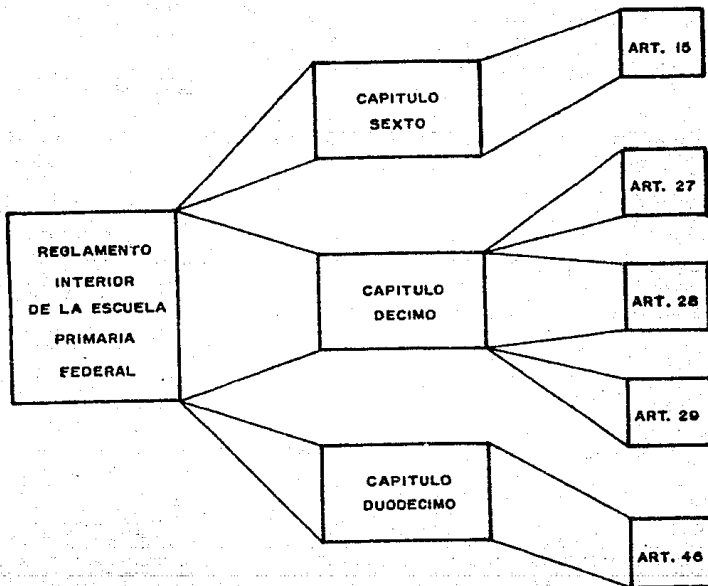 REGLAMENTO
INTERIOR
DE LA ESCUELA
PRIMARIA
FEDERAL
CAPITULO
SEXTO
CAPITULO
DECIMO
CAPITULO
DUODECIMO
ART. 15
ART. 27
ART. 28
ART. 29
ART. 46